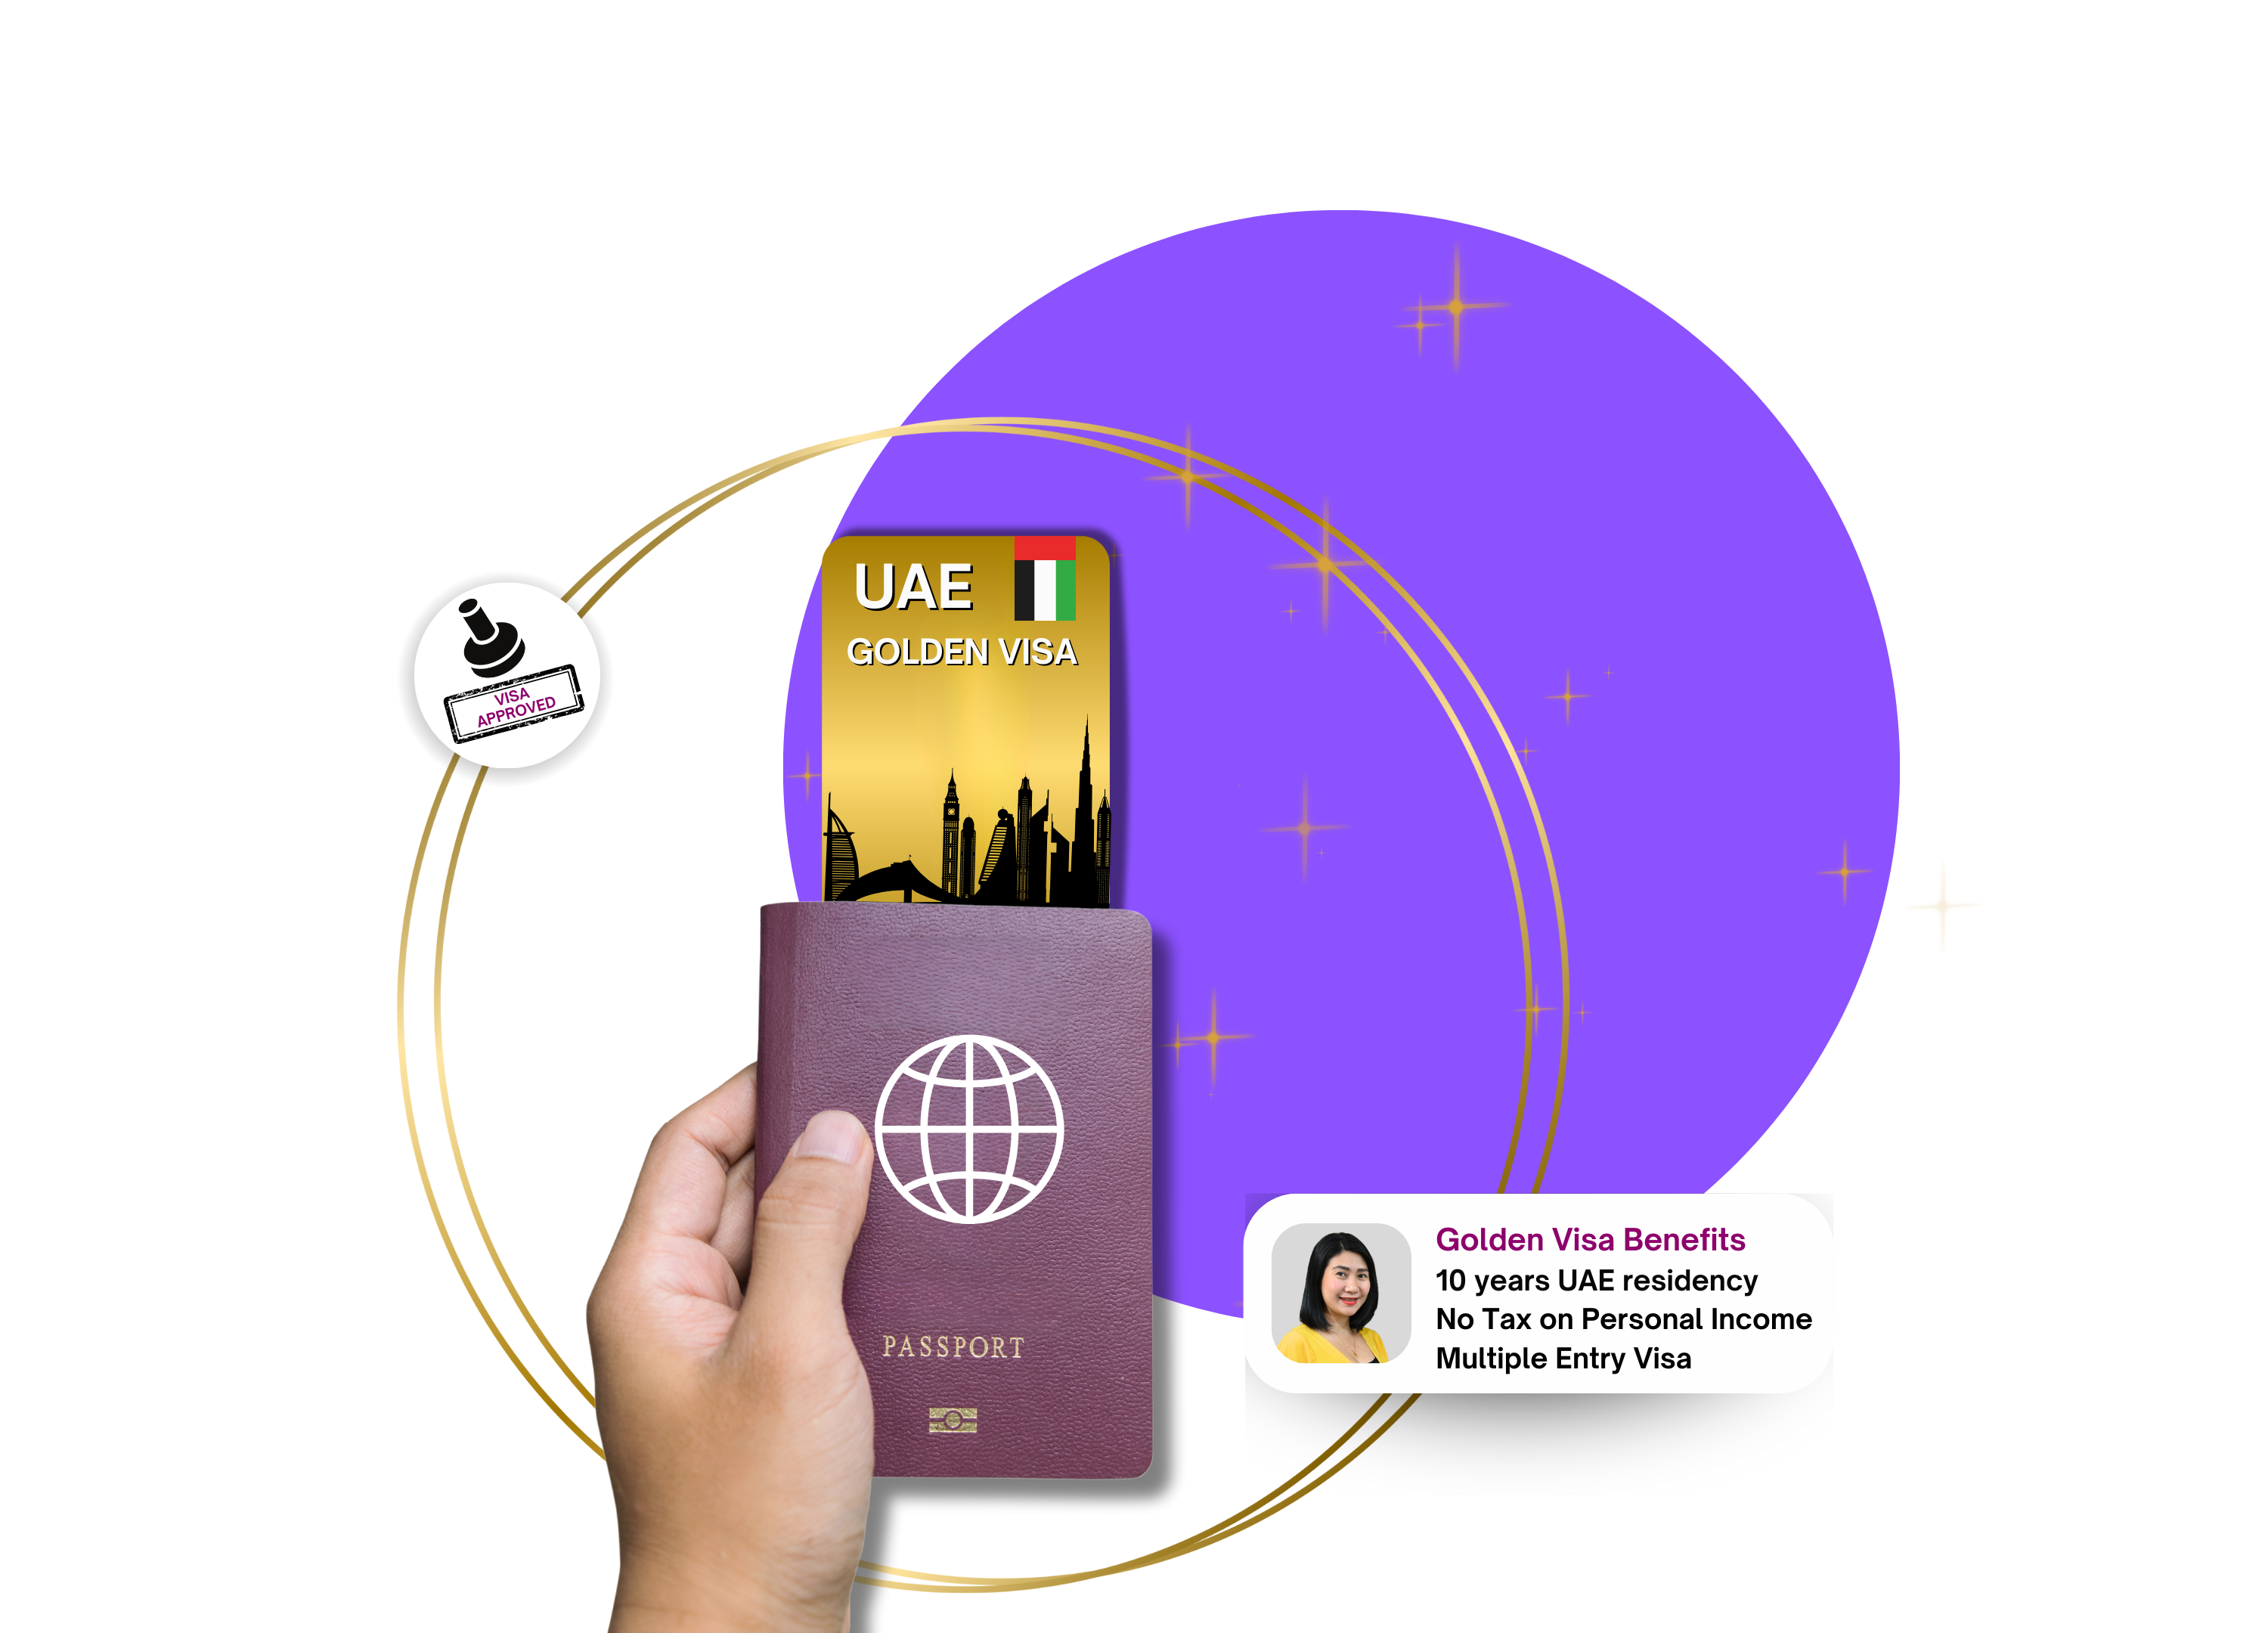 UAE
GOLDEN VISA
VISA
APPROVED
PASSPORT
Golden Visa Benefits
10 years UAE residency
No Tax on Personal Income
Multiple Entry Visa